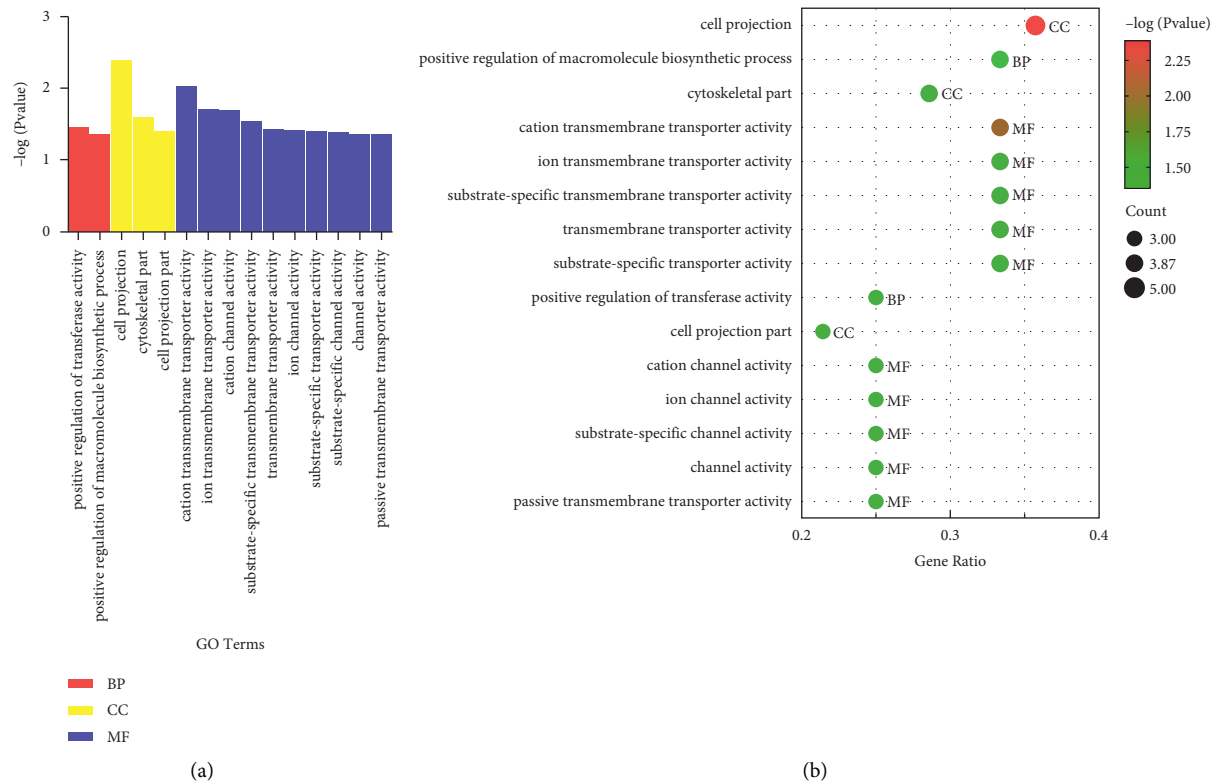 3
2
1
0
–log (Pvalue)
positive regulation of transferase activity
positive regulation of macromolecule biosynthetic process
cell projection
cytoskeletal part
cell projection part
cation transmembrane transporter activity
ion transmembrane transporter activity
cation channel activity
substrate-specific transmembrane transporter activity
transmembrane transporter activity
ion channel activity
substrate-specific transporter activity
substrate-specific channel activity
channel activity
passive transmembrane transporter activity
GO Terms
BP
CC
MF
(a)
cell projection CC
positive regulation of macromolecule biosynthetic process BP
cytoskeletal part CC
cation transmembrane transporter activity MF
ion transmembrane transporter activity MF
substrate-specific transmembrane transporter activity MF
transmembrane transporter activity MF
substrate-specific transporter activity MF
positive regulation of transferase activity BP
cell projection part CC
cation channel activity MF
ion channel activity MF
substrate-specific channel activity MF
channel activity MF
passive transmembrane transporter activity MF
0.2 0.3 0.4
Gene Ratio
–log (Pvalue)
2.25
2.00
1.75
1.50
Count
3.00
3.87
5.00
(b)